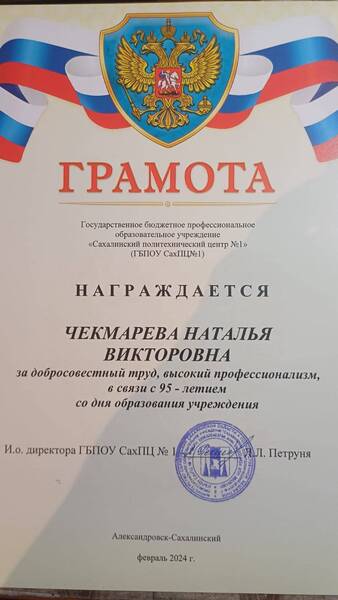 ГРАМОТА
Государственное бюджетное профессиональное
образовательное учреждение
«Сахалинский политехнический центр №1»
(ГБПОУ СахПЦ№1)
НАГРАЖДАЕТСЯ
ЧЕКМАРЕВА НАТАЛЬЯ
ВИКТОРОВНА
за добросовестный труд, высокий профессионализм,
в связи с 95 - летием
со дня образования учреждения
И.о. директора ГБПОУ СахПЦ № 1 Л.Л. Петруня
Александровск-Сахалинский
февраль 2024 г.